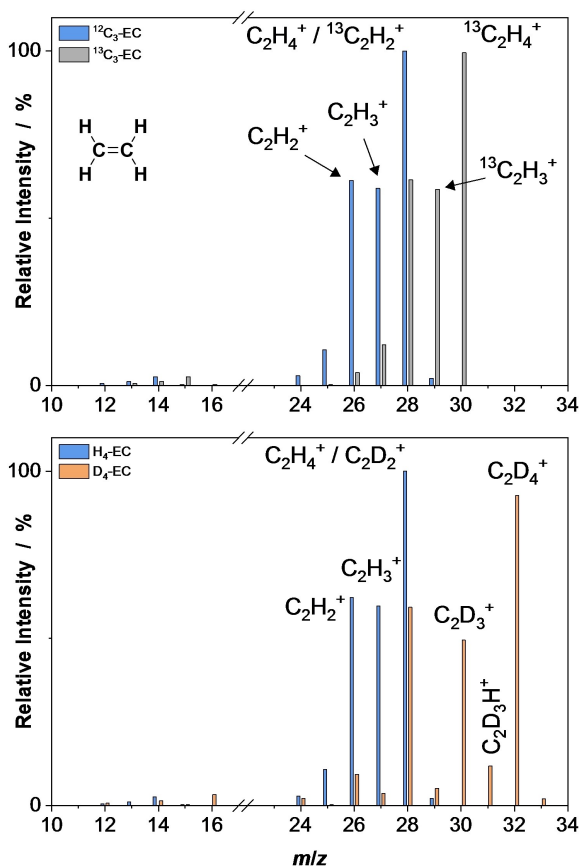 ¹²C₃-EC
¹³C₃-EC
C₂H₄⁺ / ¹³C₂H₂⁺
¹³C₂H₄⁺
C₂H₂⁺
C₂H₃⁺
¹³C₂H₃⁺
H H
C=C
H H
Relative Intensity / %
100
0
10 12 14 16 24 26 28 30 32 34
H₄-EC
D₄-EC
C₂H₄⁺ / C₂D₂⁺
C₂D₄⁺
C₂H₃⁺
C₂H₂⁺
C₂D₃⁺
C₂D₃H⁺
Relative Intensity / %
100
0
10 12 14 16 24 26 28 30 32 34
m/z